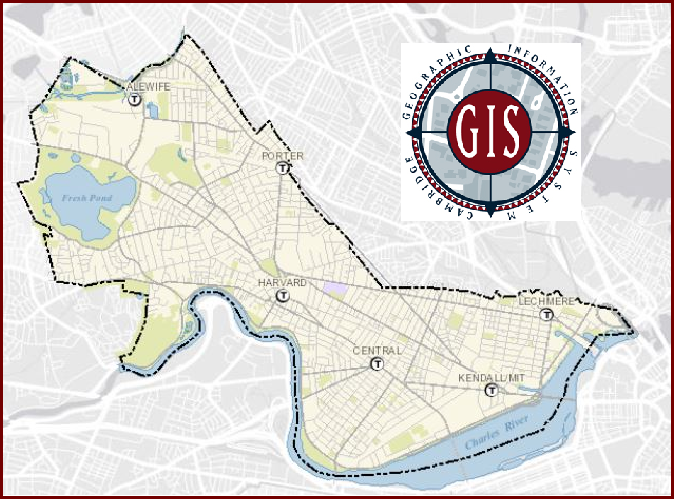 GEOGRAPHIC INFORMATION SYSTEM CAMBRIDGE
GIS
ALEWIFE
T
PORTER
T
Fresh Pond
HARVARD
T
LECHMERE
T
CENTRAL
T
KENDALL/MIT
T
Charles River